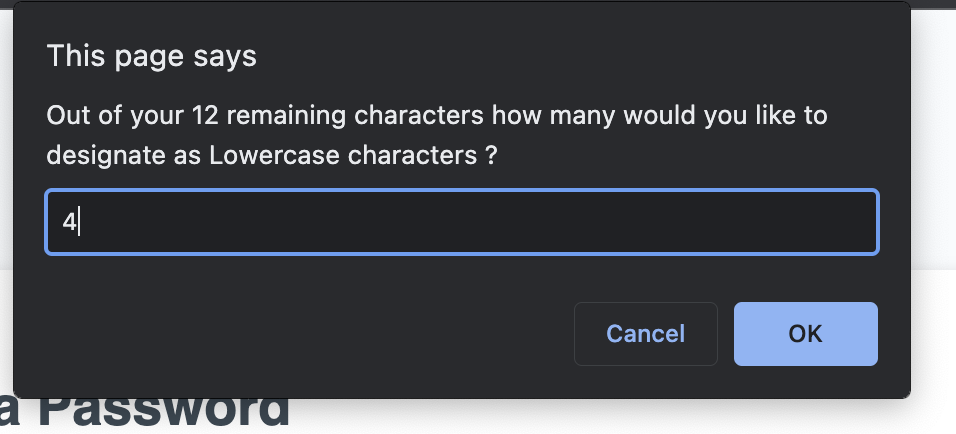 This page says
Out of your 12 remaining characters how many would you like to
designate as Lowercase characters ?
4
Cancel OK
a Password